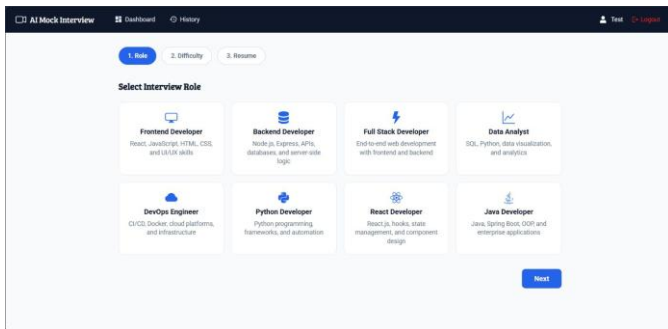 AI Mock Interview Dashboard History Test Logout
1. Role 2. Difficulty 3. Resume
Select Interview Role
Frontend Developer
React, JavaScript, HTML, CSS,
and UI/UX skills
Backend Developer
Node.js, Express, APIs,
databases, and server-side
logic
Full Stack Developer
End-to-end web development
with frontend and backend
Data Analyst
SQL, Python, data visualization,
and analytics
DevOps Engineer
CI/CD, Docker, cloud platforms,
and infrastructure
Python Developer
Python programming,
frameworks, and automation
React Developer
React.js, hooks, state
management, and component
design
Java Developer
Java, Spring Boot, OOP, and
enterprise applications
Next